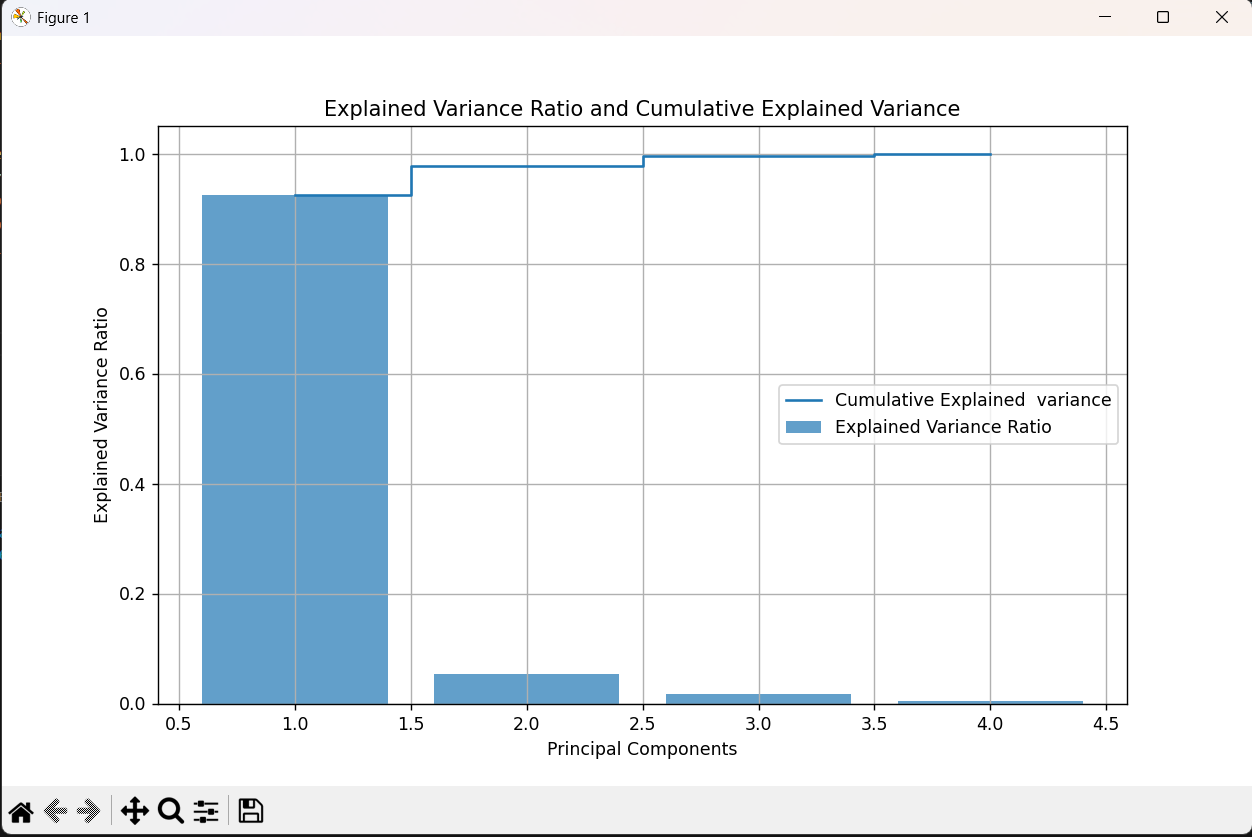 Figure 1
Explained Variance Ratio and Cumulative Explained Variance
1.0
0.8
0.6
0.4
0.2
0.0
Explained Variance Ratio
Cumulative Explained  variance
Explained Variance Ratio
0.5 1.0 1.5 2.0 2.5 3.0 3.5 4.0 4.5
Principal Components